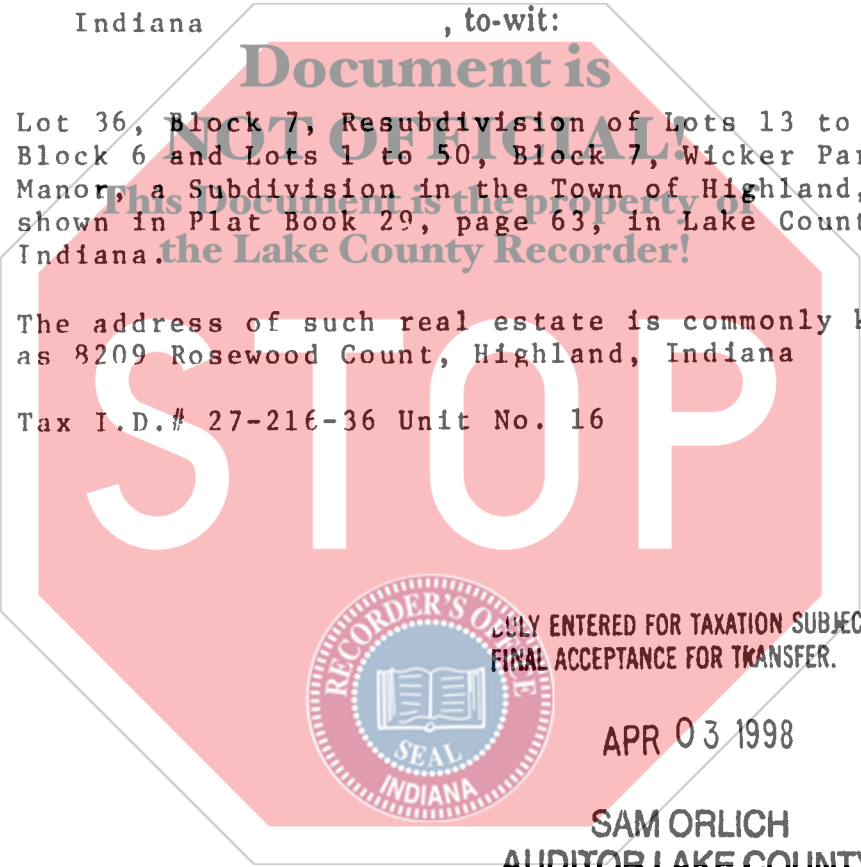 Indiana , to-wit:
Document is
Lot 36, Block 7, Resubdivision of Lots 13 to
NOT OFFICIAL!
Block 6 and Lots 1 to 50, Block 7, Wicker Par
Manor, a Subdivision in the Town of Highland,
This Document is the property of
shown in Plat Book 29, page 63, in Lake Count
Indiana.
the Lake County Recorder!
The address of such real estate is commonly k
as 8209 Rosewood Count, Highland, Indiana
Tax I.D.# 27-216-36 Unit No. 16
STOP
RECORDER'S OFFICE
SEAL
INDIANA
DULY ENTERED FOR TAXATION SUBJEC
FINAL ACCEPTANCE FOR TRANSFER.
APR 03 1998
SAM ORLICH
AUDITOR LAKE COUNTY